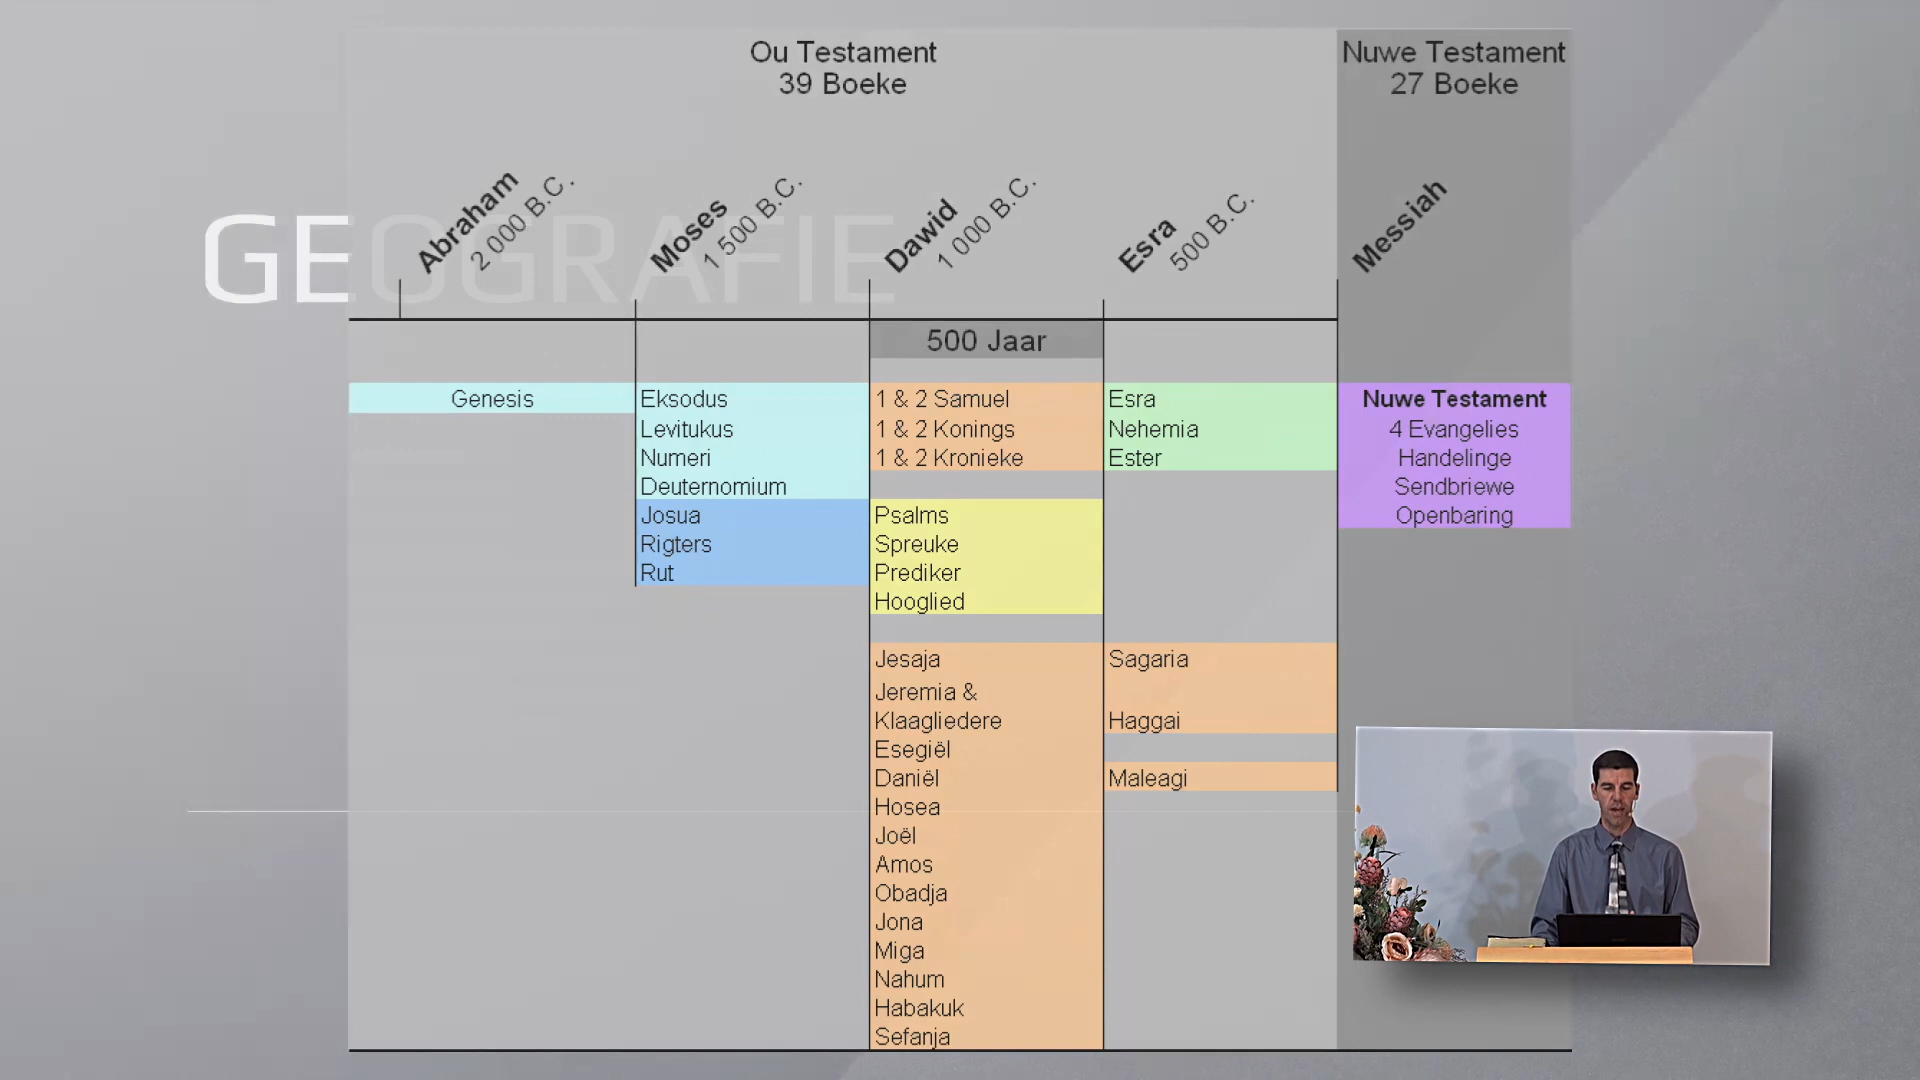 Ou Testament
39 Boeke
Nuwe Testament
27 Boeke
GEOGRAFIE
Abraham
2 000 B.C.
Moses
1 500 B.C.
Dawid
1 000 B.C.
Esra
500 B.C.
Messiah
500 Jaar
Genesis
Eksodus
Levitukus
Numeri
Deuternomium
Josua
Rigters
Rut
1 & 2 Samuel
1 & 2 Konings
1 & 2 Kronieke
Psalms
Spreuke
Prediker
Hooglied
Jesaja
Jeremia &
Klaagliedere
Esegiël
Daniël
Hosea
Joël
Amos
Obadja
Jona
Miga
Nahum
Habakuk
Sefanja
Esra
Nehemia
Ester
Sagaria
Haggai
Maleagi
Nuwe Testament
4 Evangelies
Handelinge
Sendbriewe
Openbaring